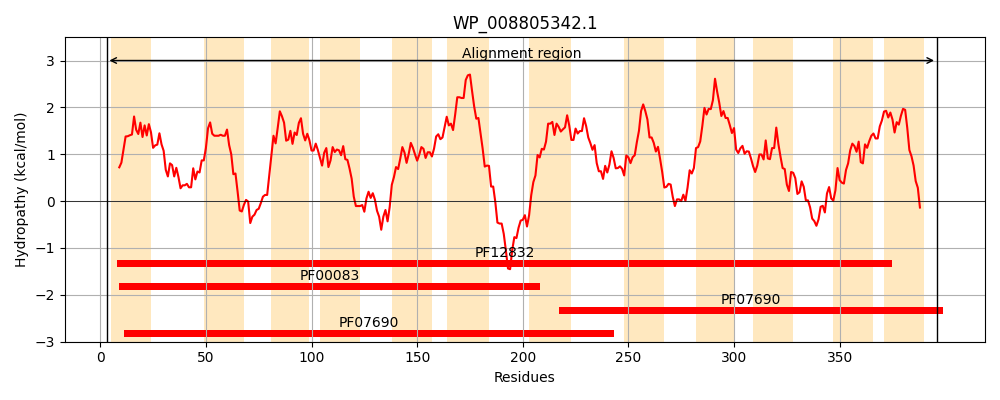 WP_008805342.1
Alignment region
Hydropathy (kcal/mol)
3
2
1
0
−1
−2
−3
PF12832
PF00083
PF07690
PF07690
0 50 100 150 200 250 300 350
Residues